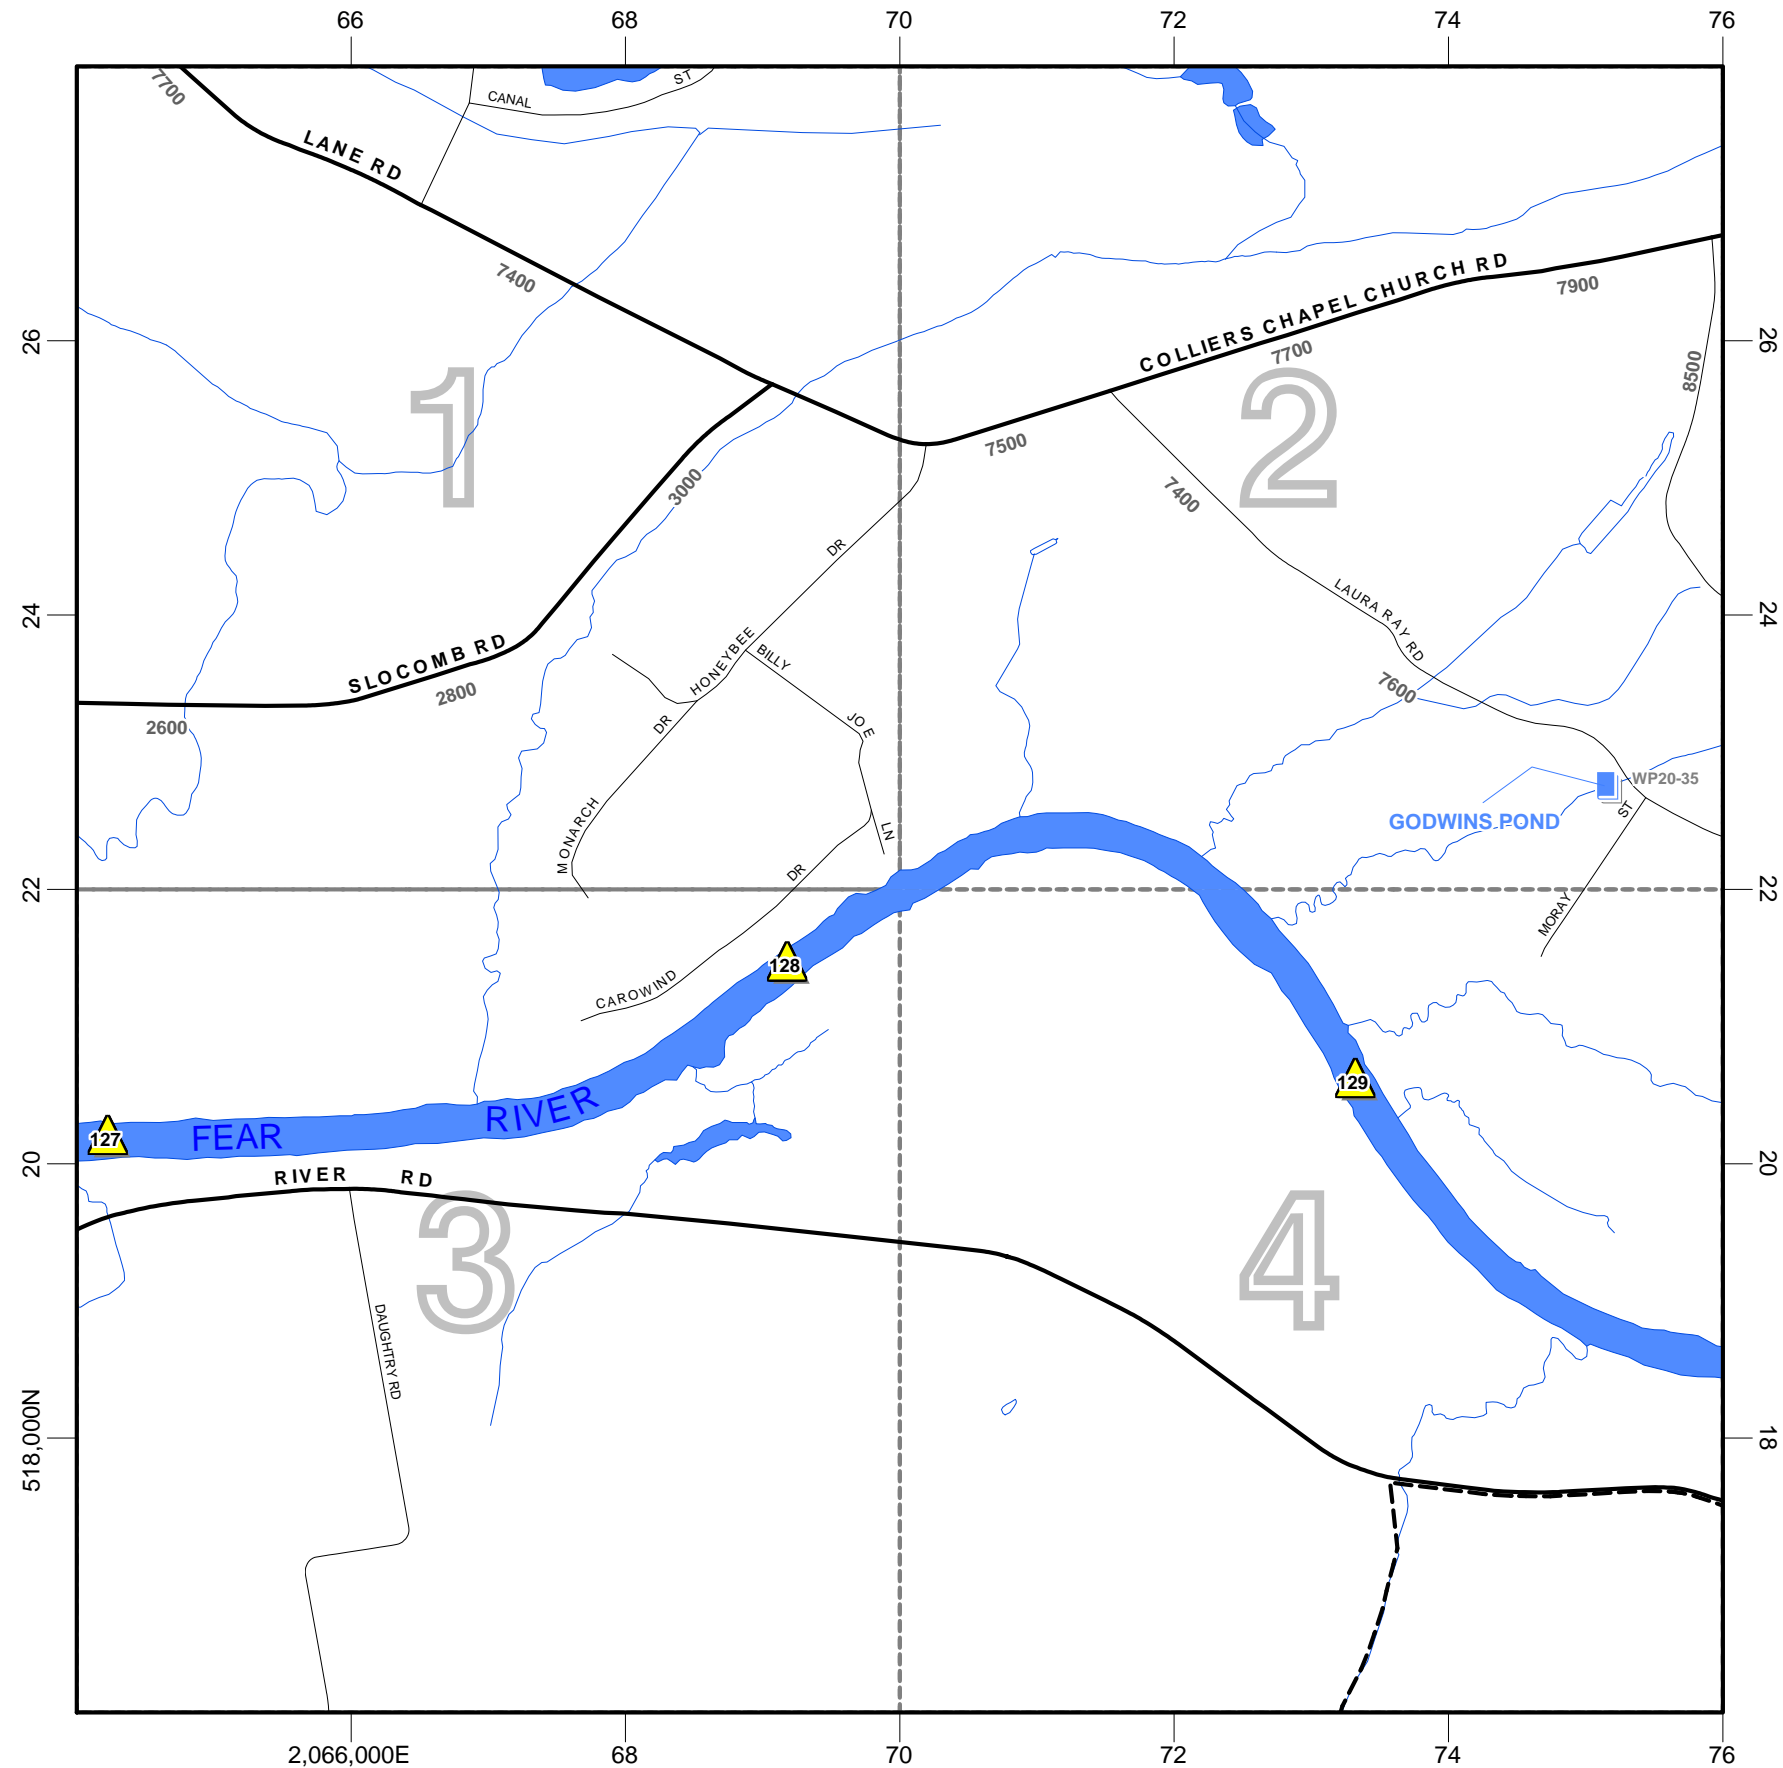 66 68 70 72 74 76
7700
LANE RD
CANAL ST
7400
COLLIERS CHAPEL CHURCH RD
7900
7700
7500
8500
26
26
1
2
3000
7400
DR
HONEYBEE
BILLY
JO E
LN
LAURA RAY RD
24
24
SLOCOMB RD
2800
2600
7600
DR
MONARCH
WP20-35
GODWINS POND
ST
MORAY
22
22
DR
CAROWIND
128
129
127
FEAR RIVER
20
20
RIVER RD
3
4
DAUGHTRY RD
518,000N
18
2,066,000E 68 70 72 74 76